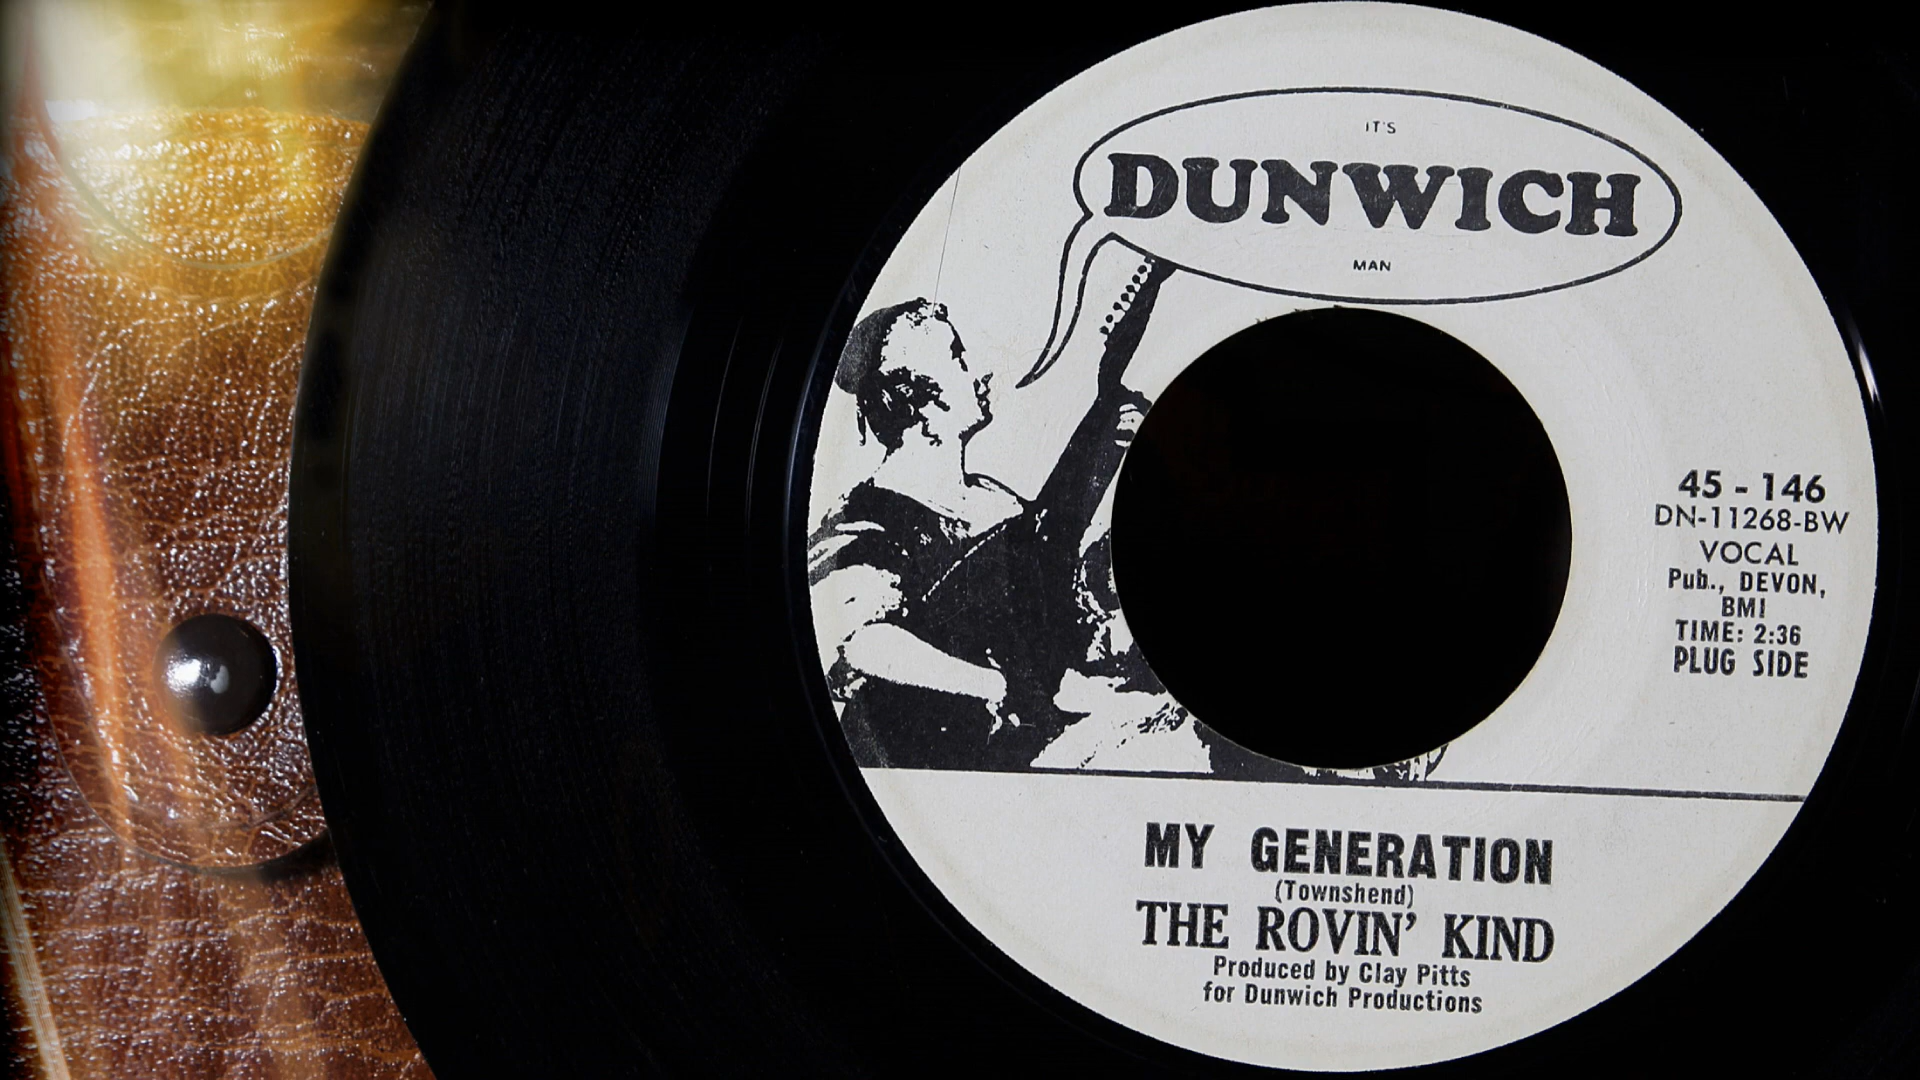 IT'S
DUNWICH
MAN
45 - 146
DN-11268-BW
VOCAL
Pub., DEVON,
BMI
TIME: 2:36
PLUG SIDE
MY GENERATION
(Townshend)
THE ROVIN' KIND
Produced by Clay Pitts
for Dunwich Productions